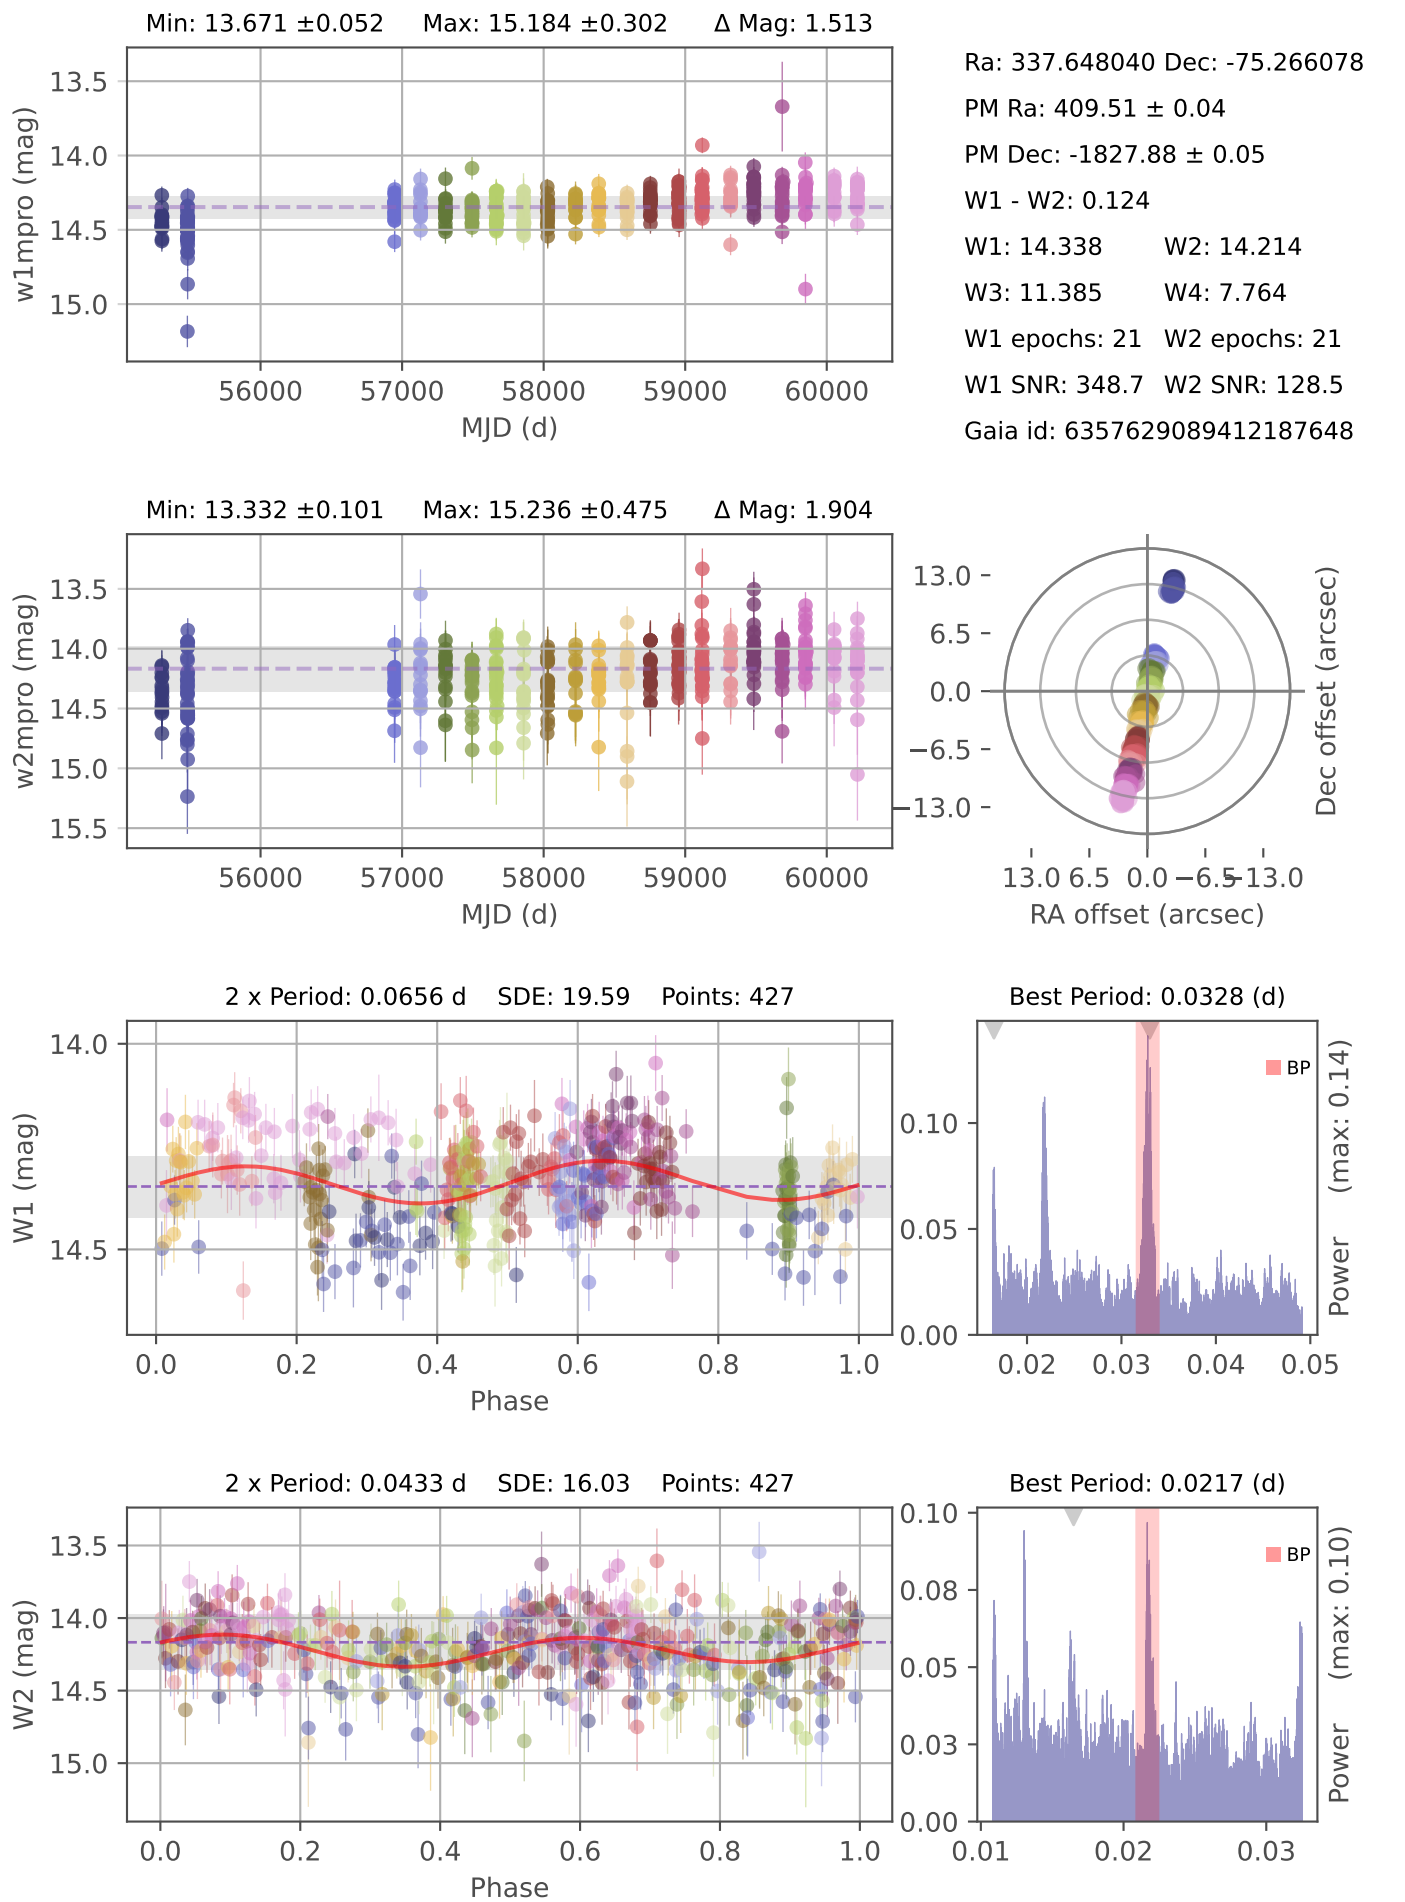 Min: 13.671 ±0.052 Max: 15.184 ±0.302 Δ Mag: 1.513
13.5
14.0
14.5
15.0
w1mpro (mag)
56000 57000 58000 59000 60000
MJD (d)
Ra: 337.648040 Dec: -75.266078
PM Ra: 409.51 ± 0.04
PM Dec: -1827.88 ± 0.05
W1 - W2: 0.124
W1: 14.338 W2: 14.214
W3: 11.385 W4: 7.764
W1 epochs: 21 W2 epochs: 21
W1 SNR: 348.7 W2 SNR: 128.5
Gaia id: 6357629089412187648
Min: 13.332 ±0.101 Max: 15.236 ±0.475 Δ Mag: 1.904
13.5
14.0
14.5
15.0
15.5
w2mpro (mag)
56000 57000 58000 59000 60000
MJD (d)
13.0
6.5
0.0
−6.5
−13.0
Dec offset (arcsec)
13.0 6.5 0.0 −6.5 −13.0
RA offset (arcsec)
2 x Period: 0.0656 d SDE: 19.59 Points: 427
14.0
14.5
W1 (mag)
0.0 0.2 0.4 0.6 0.8 1.0
Phase
Best Period: 0.0328 (d)
BP
0.10
0.05
0.00
Power (max: 0.14)
0.02 0.03 0.04 0.05
2 x Period: 0.0433 d SDE: 16.03 Points: 427
13.5
14.0
14.5
15.0
W2 (mag)
0.0 0.2 0.4 0.6 0.8 1.0
Phase
Best Period: 0.0217 (d)
BP
0.10
0.08
0.05
0.03
0.00
Power (max: 0.10)
0.01 0.02 0.03